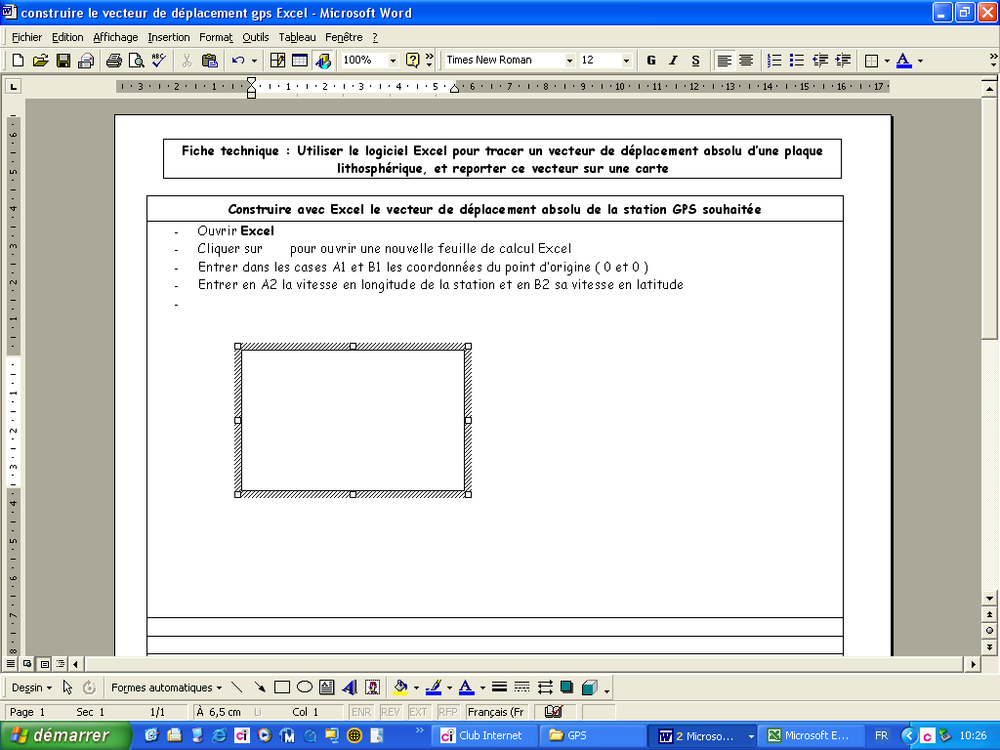 construire le vecteur de déplacement gps Excel - Microsoft Word
Fichier Edition Affichage Insertion Format Outils Tableau Fenêtre ?
100% Times New Roman 12 G I S
3 2 1 1 2 3 4 5 6 7 8 9 10 11 12 13 14 15 16 17
Fiche technique : Utiliser le logiciel Excel pour tracer un vecteur de déplacement absolu d'une plaque
lithosphérique, et reporter ce vecteur sur une carte
Construire avec Excel le vecteur de déplacement absolu de la station GPS souhaitée
- Ouvrir Excel
- Cliquer sur pour ouvrir une nouvelle feuille de calcul Excel
- Entrer dans les cases A1 et B1 les coordonnées du point d'origine ( 0 et 0 )
- Entrer en A2 la vitesse en longitude de la station et en B2 sa vitesse en latitude
-
Dessin Formes automatiques
Page 1 Sec 1 1/1 À 6,5 cm Li Col 1 ENR REV EXT RFP Français (Fr
démarrer Club Internet GPS 2 Microso... Microsoft E... FR 10:26